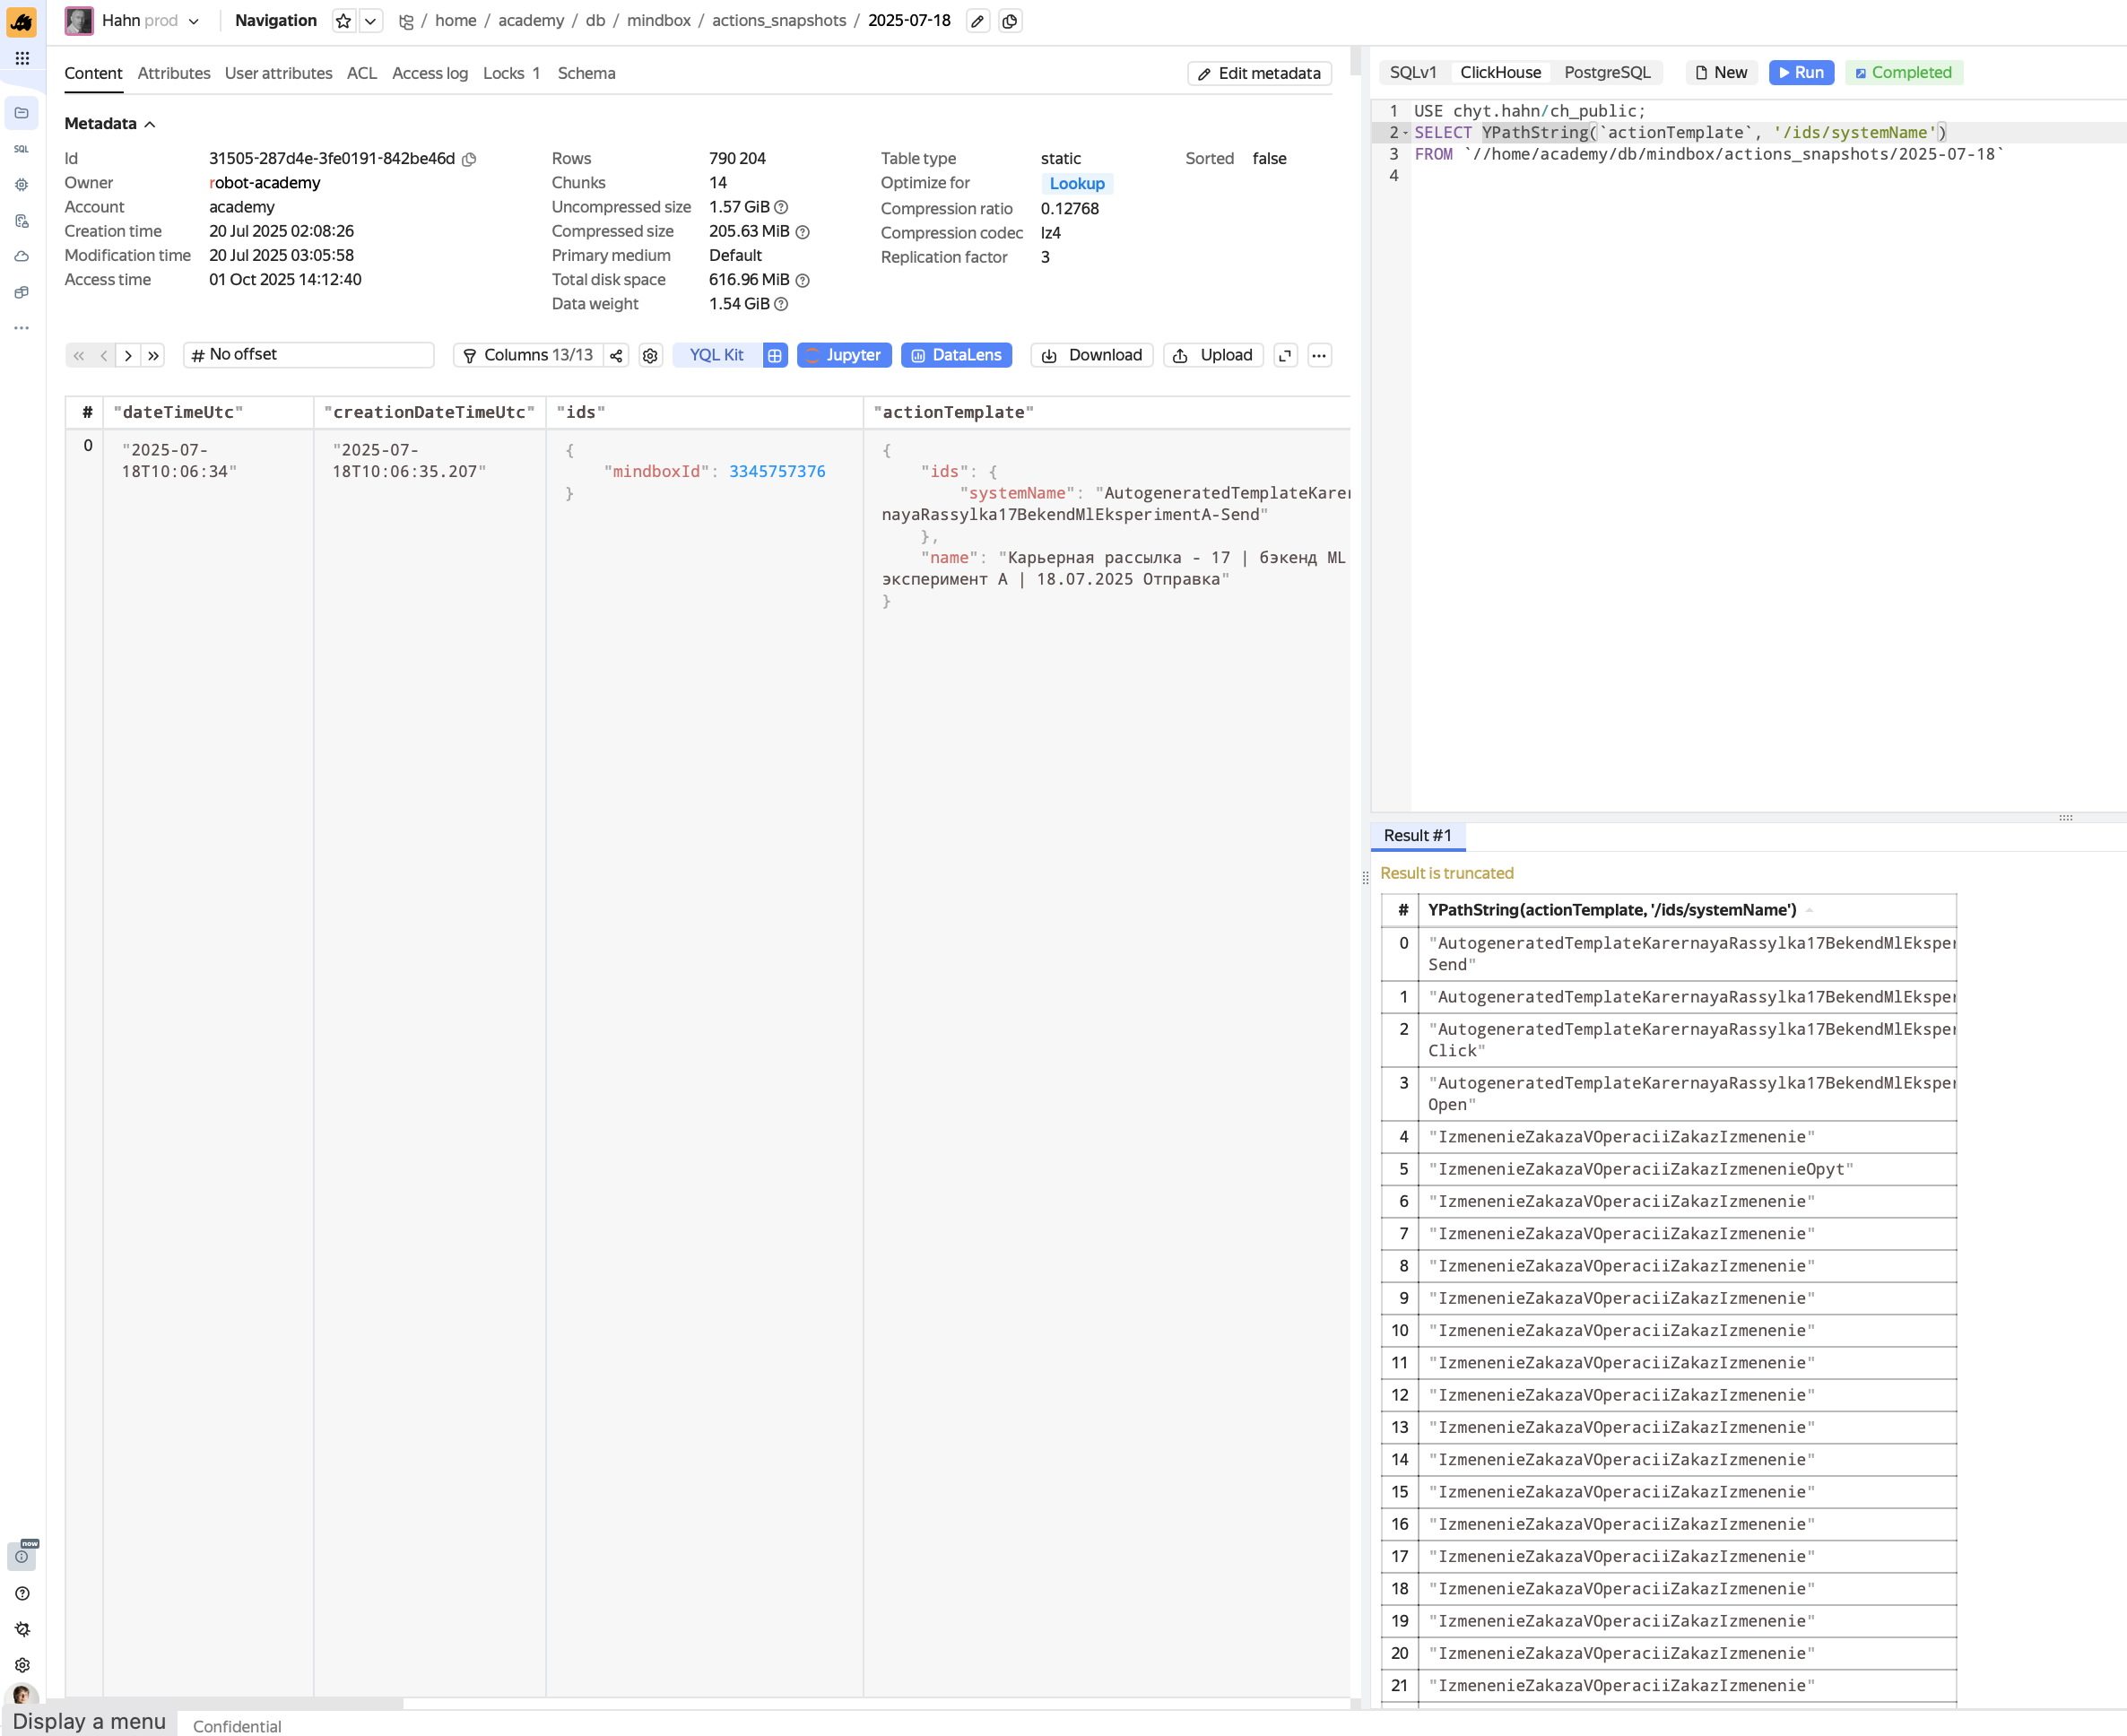 Hahn prod
Navigation
/ home / academy / db / mindbox / actions_snapshots / 2025-07-18
Content Attributes User attributes ACL Access log Locks 1 Schema
Edit metadata
Metadata
Id 31505-287d4e-3fe0191-842be46d
Owner robot-academy
Account academy
Creation time 20 Jul 2025 02:08:26
Modification time 20 Jul 2025 03:05:58
Access time 01 Oct 2025 14:12:40
Rows 790 204
Chunks 14
Uncompressed size 1.57 GiB
Compressed size 205.63 MiB
Primary medium Default
Total disk space 616.96 MiB
Data weight 1.54 GiB
Table type static
Optimize for Lookup
Compression ratio 0.12768
Compression codec lz4
Replication factor 3
Sorted false
# No offset
Columns 13/13
YQL Kit
Jupyter
DataLens
Download
Upload
# "dateTimeUtc" "creationDateTimeUtc" "ids" "actionTemplate"
0
"2025-07-
18T10:06:34"
"2025-07-
18T10:06:35.207"
{
"mindboxId": 3345757376
}
{
"ids": {
"systemName": "AutogeneratedTemplateKarer
nayaRassylka17BekendMlEksperimentA-Send"
},
"name": "Карьерная рассылка - 17 | бэкенд ML
эксперимент А | 18.07.2025 Отправка"
}
SQL
now
Display a menu
Confidential
SQLv1 ClickHouse PostgreSQL
New
Run
Completed
1 USE chyt.hahn/ch_public;
2 SELECT YPathString(`actionTemplate`, '/ids/systemName')
3 FROM `//home/academy/db/mindbox/actions_snapshots/2025-07-18`
4
Result #1
Result is truncated
# YPathString(actionTemplate, '/ids/systemName')
0 "AutogeneratedTemplateKarernayaRassylka17BekendMlEksper
Send"
1 "AutogeneratedTemplateKarernayaRassylka17BekendMlEksper
2 "AutogeneratedTemplateKarernayaRassylka17BekendMlEksper
Click"
3 "AutogeneratedTemplateKarernayaRassylka17BekendMlEksper
Open"
4 "IzmenenieZakazaVOperaciiZakazIzmenenie"
5 "IzmenenieZakazaVOperaciiZakazIzmenenieOpyt"
6 "IzmenenieZakazaVOperaciiZakazIzmenenie"
7 "IzmenenieZakazaVOperaciiZakazIzmenenie"
8 "IzmenenieZakazaVOperaciiZakazIzmenenie"
9 "IzmenenieZakazaVOperaciiZakazIzmenenie"
10 "IzmenenieZakazaVOperaciiZakazIzmenenie"
11 "IzmenenieZakazaVOperaciiZakazIzmenenie"
12 "IzmenenieZakazaVOperaciiZakazIzmenenie"
13 "IzmenenieZakazaVOperaciiZakazIzmenenie"
14 "IzmenenieZakazaVOperaciiZakazIzmenenie"
15 "IzmenenieZakazaVOperaciiZakazIzmenenie"
16 "IzmenenieZakazaVOperaciiZakazIzmenenie"
17 "IzmenenieZakazaVOperaciiZakazIzmenenie"
18 "IzmenenieZakazaVOperaciiZakazIzmenenie"
19 "IzmenenieZakazaVOperaciiZakazIzmenenie"
20 "IzmenenieZakazaVOperaciiZakazIzmenenie"
21 "IzmenenieZakazaVOperaciiZakazIzmenenie"